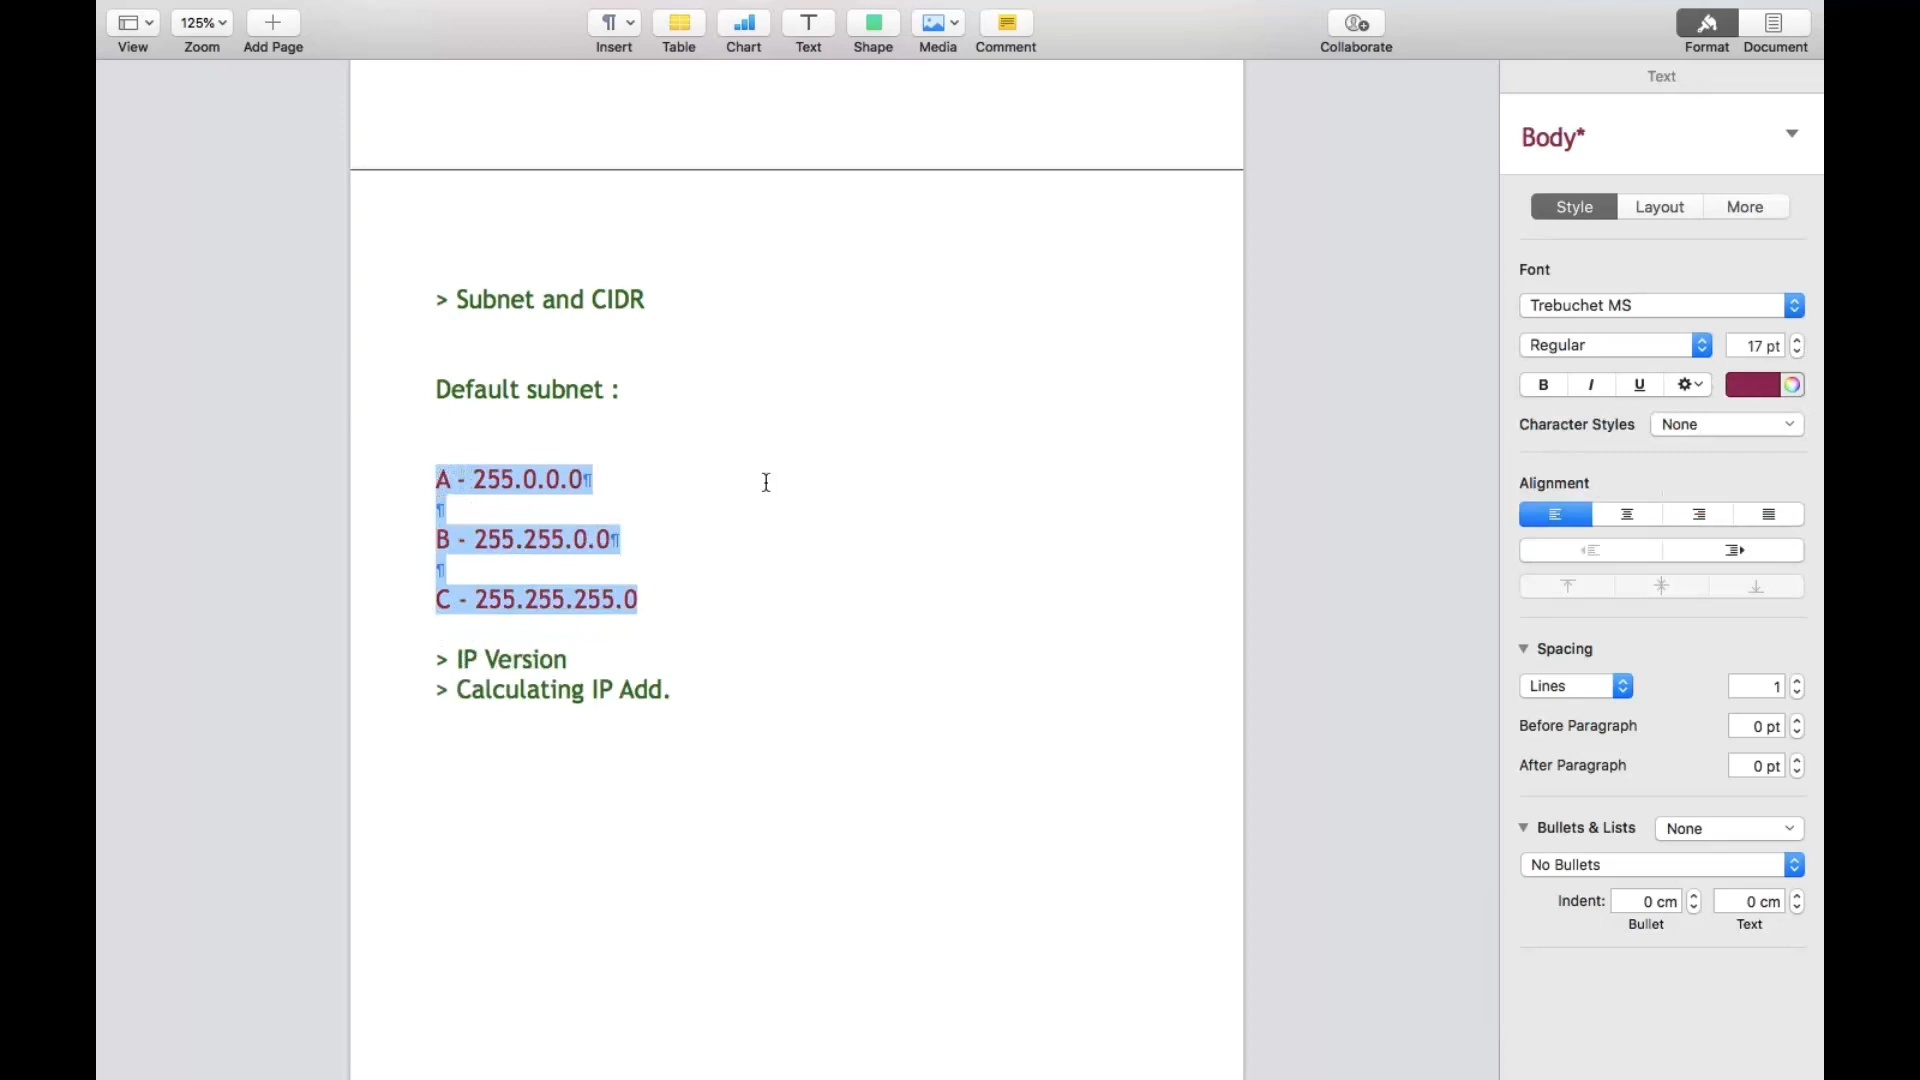 View
125%
Zoom
Add Page
Insert
Table
Chart
Text
Shape
Media
Comment
Collaborate
Format
Document
> Subnet and CIDR
Default subnet :
A - 255.0.0.0¶
¶
B - 255.255.0.0¶
¶
C - 255.255.255.0
> IP Version
> Calculating IP Add.
Text
Body*
Style Layout More
Font
Trebuchet MS
Regular 17 pt
B I U
Character Styles None
Alignment
Spacing
Lines 1
Before Paragraph 0 pt
After Paragraph 0 pt
Bullets & Lists None
No Bullets
Indent: 0 cm 0 cm
Bullet Text